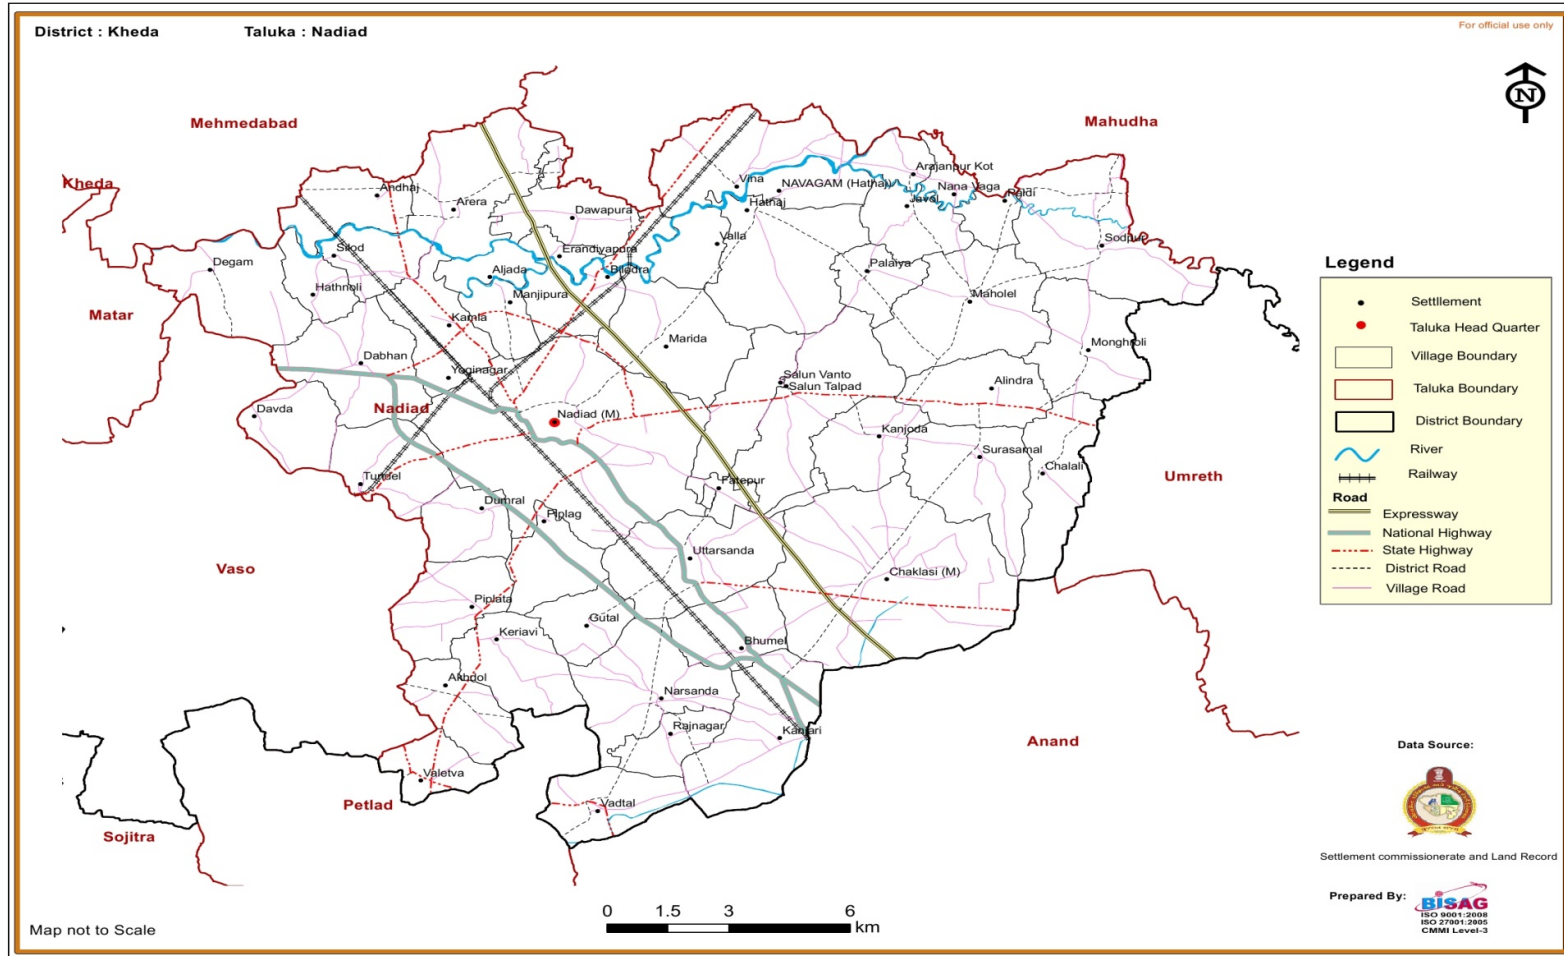 District : Kheda Taluka : Nadiad
For official use only
N
Mehmedabad
Mahudha
Kheda
Matar
Nadiad
Vaso
Umreth
Anand
Petlad
Sojitra
Andhaj
Arera
Dawapura
Vina
NAVAGAM (Hathaj)
Hathaj
Arajanpur Kot
Nana Vaga
Javol
Sodpur
Degam
Silod
Erandiyapura
Valla
Aljada
Bilodra
Palaiya
Hathnoli
Manjipura
Maholel
Kamla
Marida
Monghroli
Dabhan
Yoginagar
Salun Vanto
Salun Talpad
Alindra
Davda
Nadiad (M)
Kanjoda
Surasamal
Chalali
Tundel
Fatepur
Dumral
Piplag
Uttarsanda
Chaklasi (M)
Piplata
Gutal
Keriavi
Bhumel
Akhdol
Narsanda
Rajnagar
Kanjari
Valetva
Vadtal
Legend
Settllement
Taluka Head Quarter
Village Boundary
Taluka Boundary
District Boundary
River
Railway
Road
Expressway
National Highway
State Highway
District Road
Village Road
Data Source:
Settlement commissionerate and Land Record
Prepared By:
BISAG
ISO 9001:2008
ISO 27001:2005
CMMI Level-3
0 1.5 3 6
km
Map not to Scale